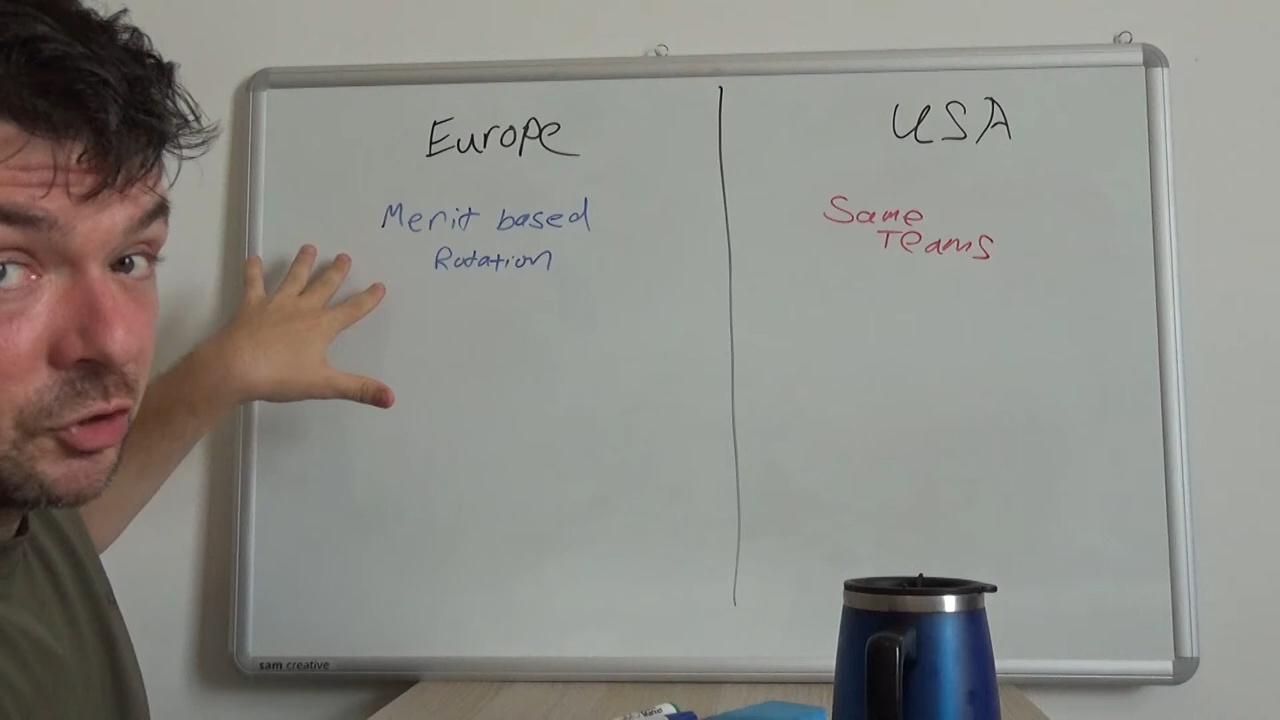 Europe
Merit based
Rotation
USA
Same
Teams
sam creative